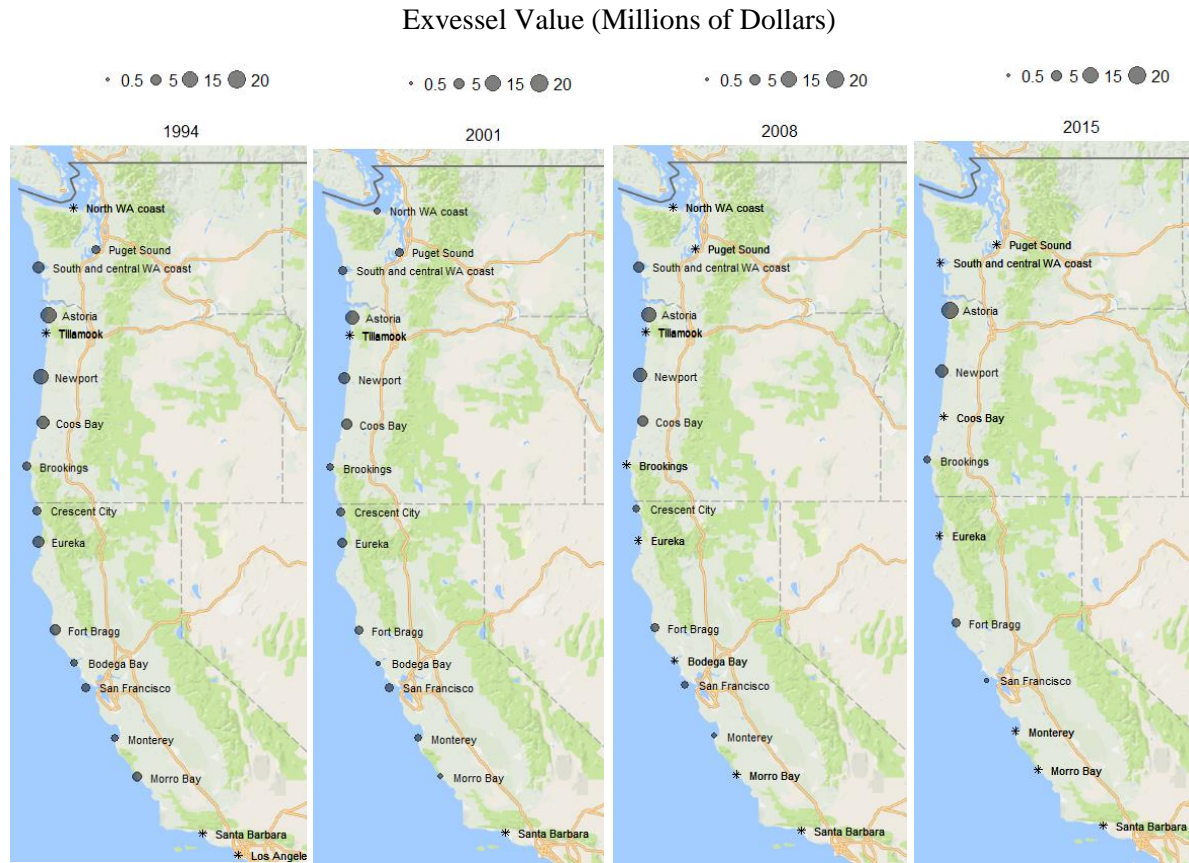 Exvessel Value (Millions of Dollars)
0.5 5 15 20
1994
North WA coast
Puget Sound
South and central WA coast
Astoria
Tillamook
Newport
Coos Bay
Brookings
Crescent City
Eureka
Fort Bragg
Bodega Bay
San Francisco
Monterey
Morro Bay
Santa Barbara
Los Angele
0.5 5 15 20
2001
North WA coast
Puget Sound
South and central WA coast
Astoria
Tillamook
Newport
Coos Bay
Brookings
Crescent City
Eureka
Fort Bragg
Bodega Bay
San Francisco
Monterey
Morro Bay
Santa Barbara
0.5 5 15 20
2008
North WA coast
Puget Sound
South and central WA coast
Astoria
Tillamook
Newport
Coos Bay
Brookings
Crescent City
Eureka
Fort Bragg
Bodega Bay
San Francisco
Monterey
Morro Bay
Santa Barbara
0.5 5 15 20
2015
Puget Sound
South and central WA coast
Astoria
Newport
Coos Bay
Brookings
Eureka
Fort Bragg
San Francisco
Monterey
Morro Bay
Santa Barbara